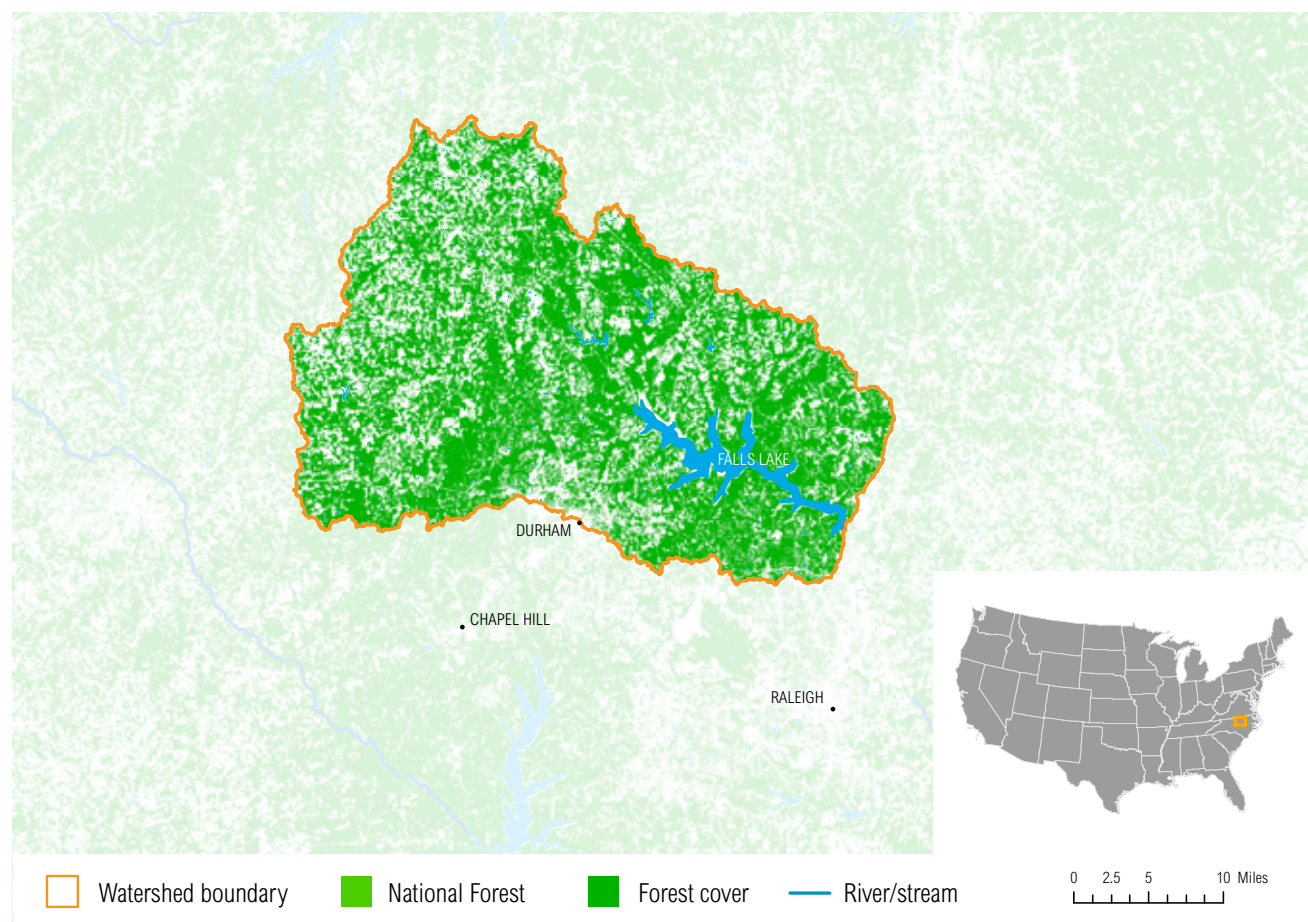 FALLS LAKE
DURHAM
CHAPEL HILL
RALEIGH
Watershed boundary
National Forest
Forest cover
River/stream
0 2.5 5 10 Miles